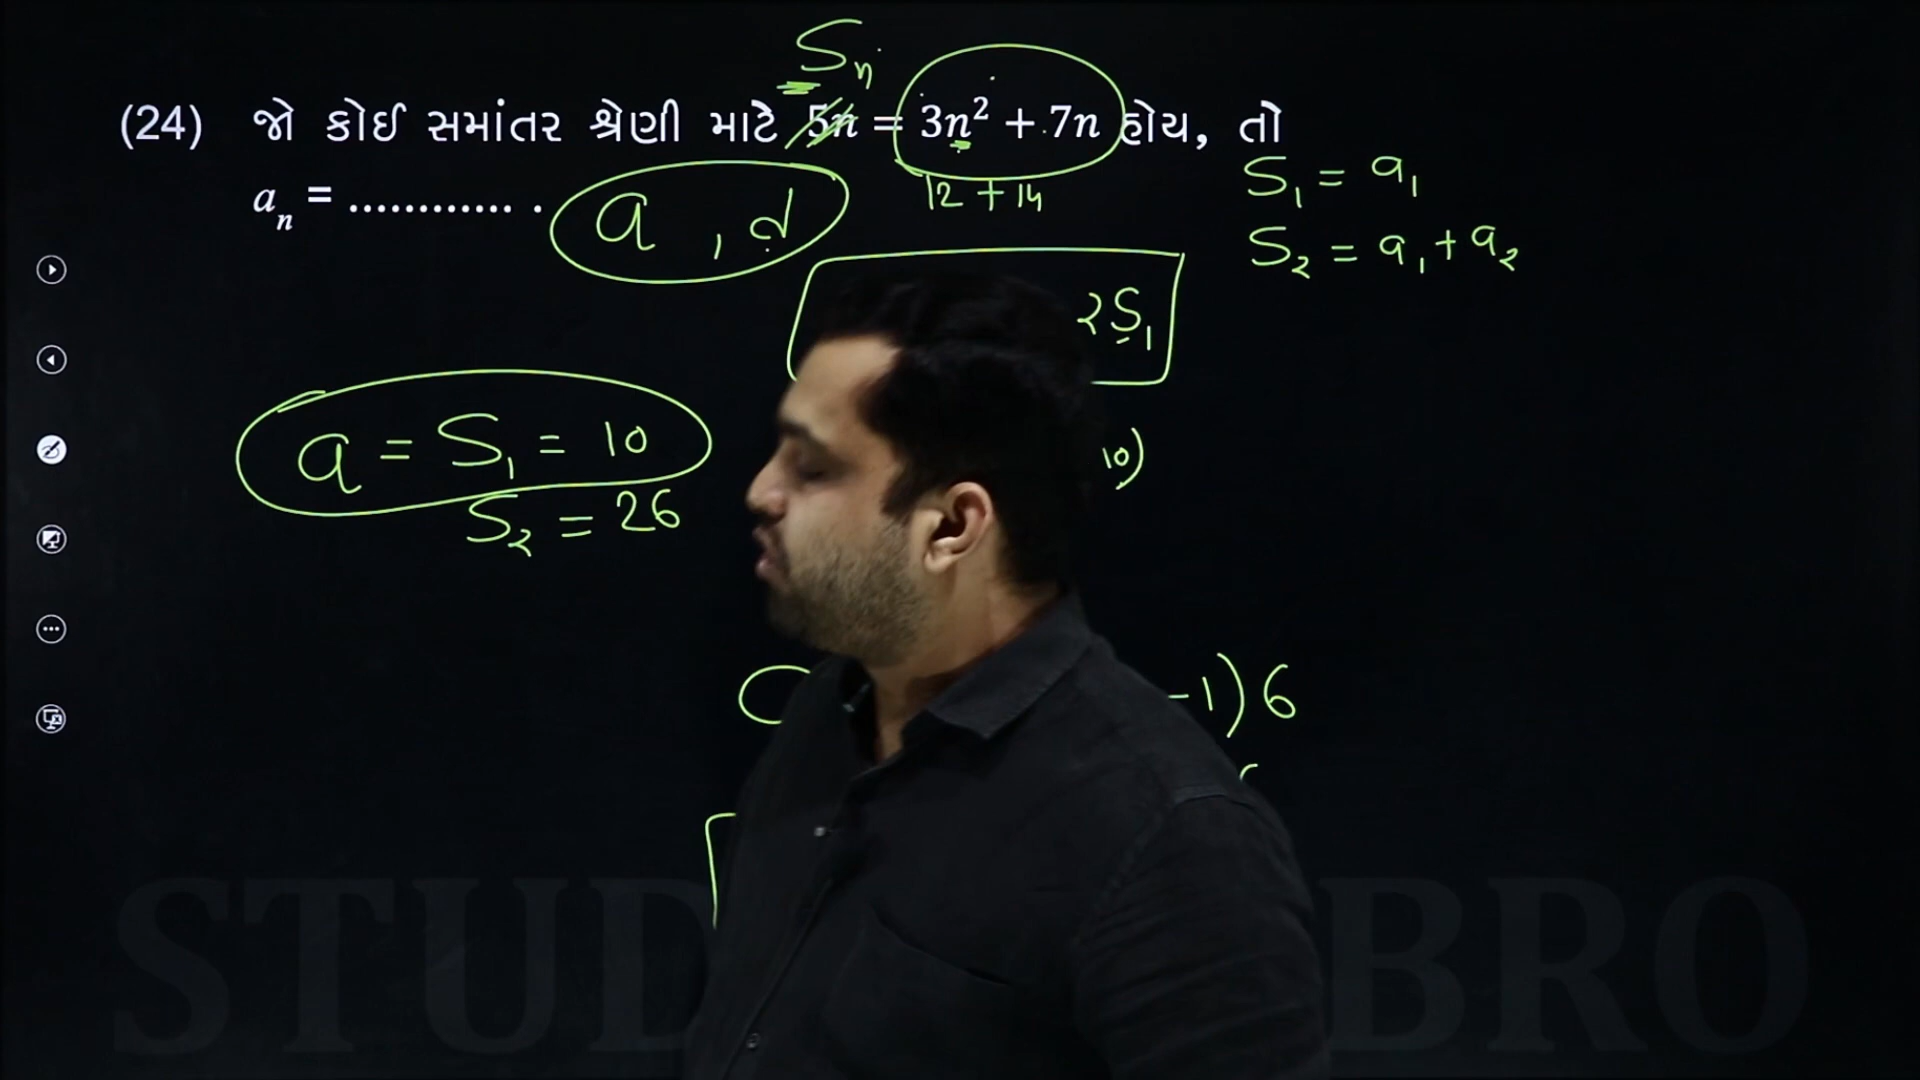 Sn
(24) જો કોઈ સમાંતર શ્રેણી માટે 5n = 3n² + 7n હોય, તો
an = ............ .
a, d
12 + 14
S₁ = a₁
S₂ = a₁ + a₂
2S₁
a = S₁ = 10
10)
S₂ = 26
-1) 6
STUD BRO